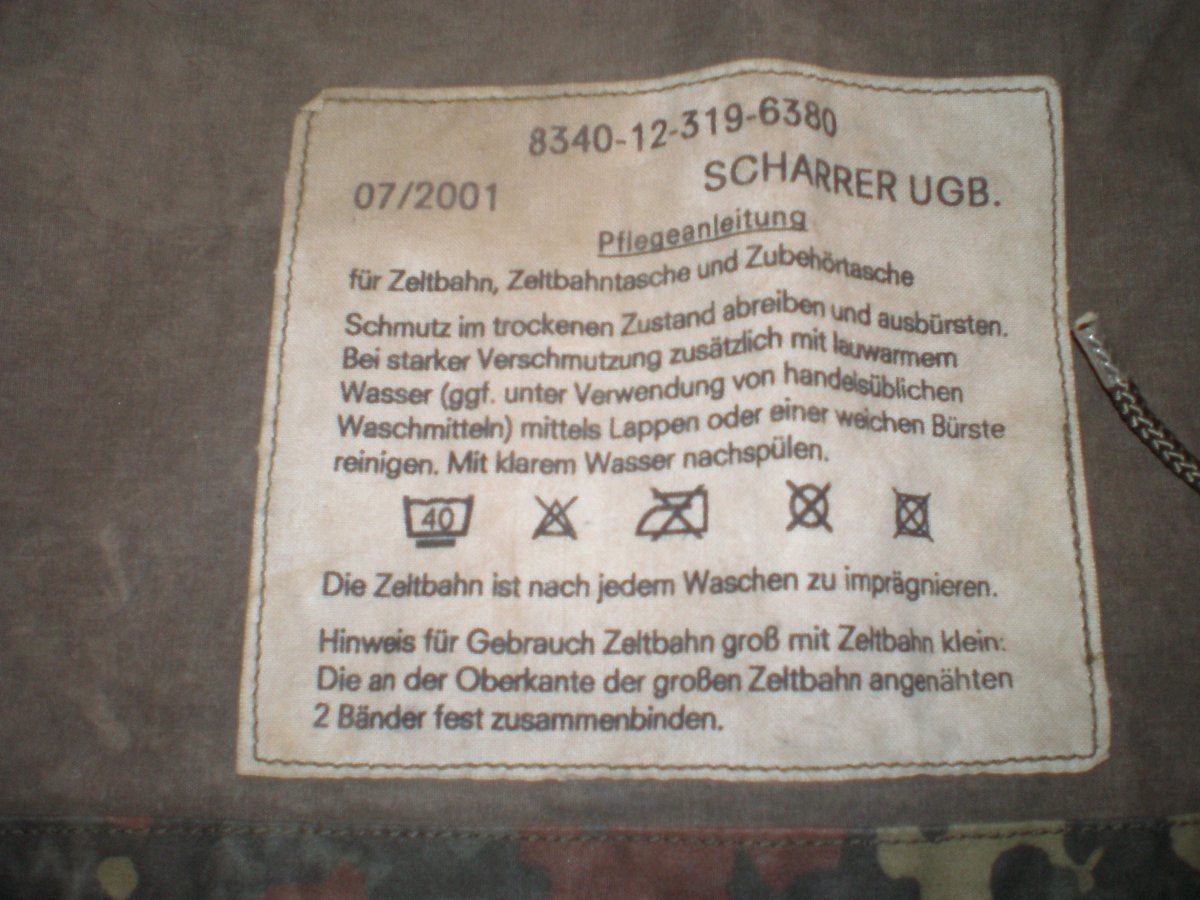 8340-12-319-6380
07/2001 SCHARRER UGB.
Pflegeanleitung
für Zeltbahn, Zeltbahntasche und Zubehörtasche
Schmutz im trockenen Zustand abreiben und ausbürsten.
Bei starker Verschmutzung zusätzlich mit lauwarmem
Wasser (ggf. unter Verwendung von handelsüblichen
Waschmitteln) mittels Lappen oder einer weichen Bürste
reinigen. Mit klarem Wasser nachspülen.
40
Die Zeltbahn ist nach jedem Waschen zu imprägnieren.
Hinweis für Gebrauch Zeltbahn groß mit Zeltbahn klein:
Die an der Oberkante der großen Zeltbahn angenähten
2 Bänder fest zusammenbinden.